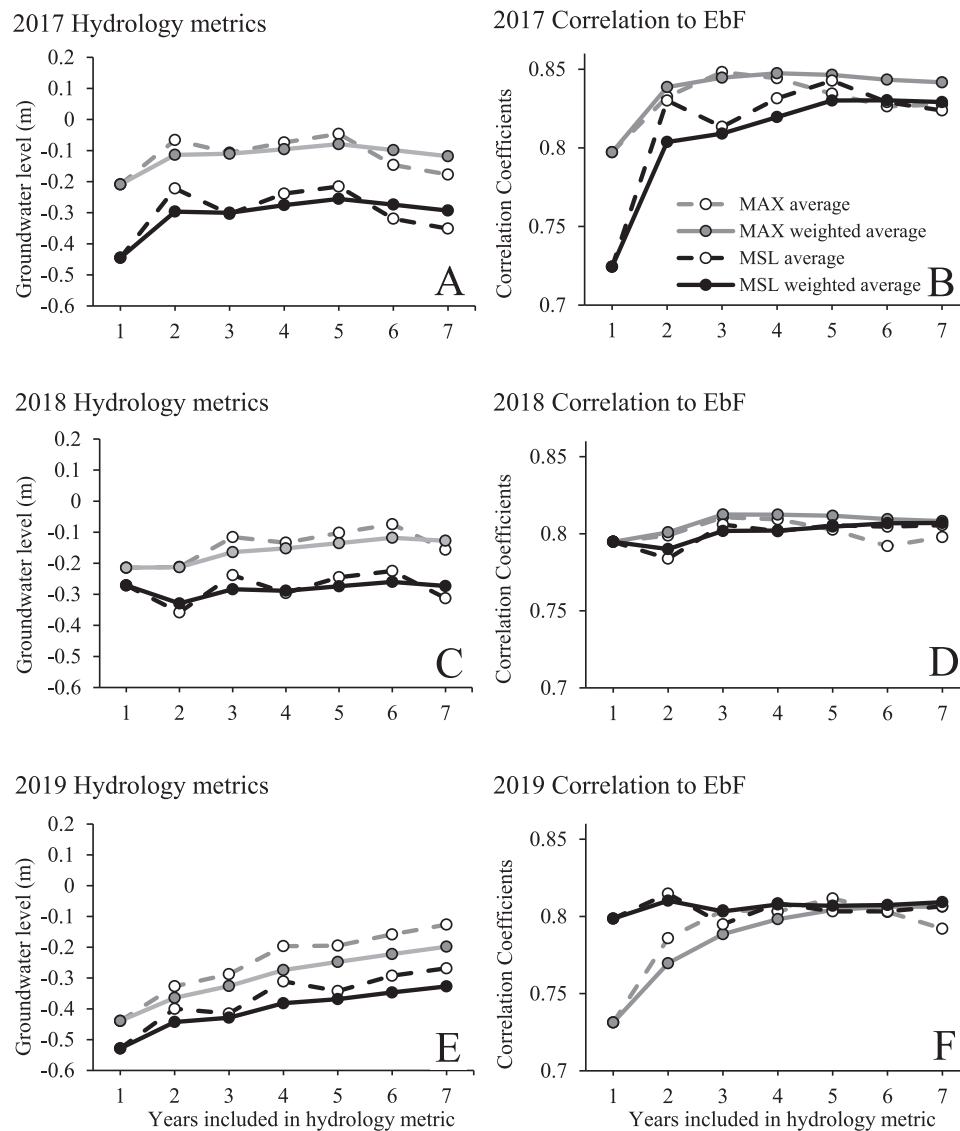 2017 Hydrology metrics
Groundwater level (m)
0.2
0.1
0
-0.1
-0.2
-0.3
-0.4
-0.5
-0.6
1 2 3 4 5 6 7
A
2017 Correlation to EbF
Correlation Coefficients
0.85
0.8
0.75
0.7
MAX average
MAX weighted average
MSL average
MSL weighted average
1 2 3 4 5 6 7
B
2018 Hydrology metrics
Groundwater level (m)
0.2
0.1
0
-0.1
-0.2
-0.3
-0.4
-0.5
-0.6
1 2 3 4 5 6 7
C
2018 Correlation to EbF
Correlation Coefficients
0.85
0.8
0.75
0.7
1 2 3 4 5 6 7
D
2019 Hydrology metrics
Groundwater level (m)
0.2
0.1
0
-0.1
-0.2
-0.3
-0.4
-0.5
-0.6
1 2 3 4 5 6 7
Years included in hydrology metric
E
2019 Correlation to EbF
Correlation Coefficients
0.85
0.8
0.75
0.7
1 2 3 4 5 6 7
Years included in hydrology metric
F